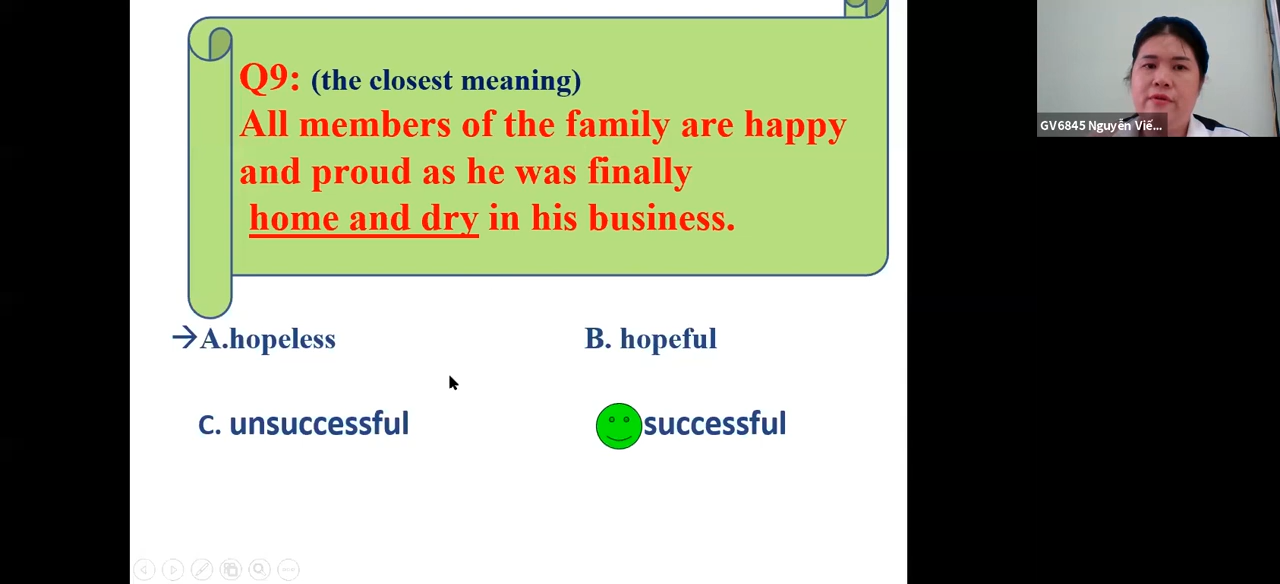 Q9: (the closest meaning)
All members of the family are happy
and proud as he was finally
home and dry in his business.
→A.hopeless
B. hopeful
C. unsuccessful
successful
GV6845 Nguyễn Viế...